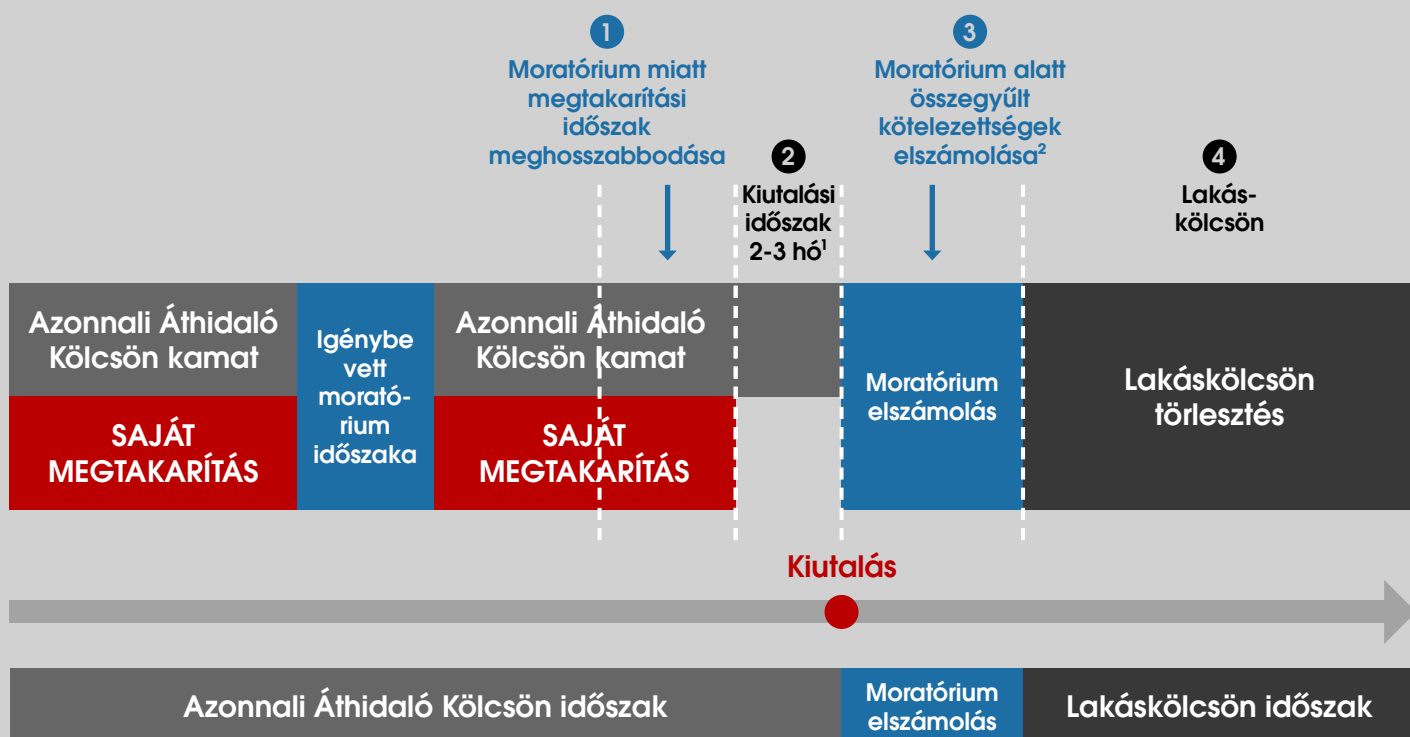 1
Moratórium miatt
megtakarítási
időszak
meghosszabbodása
2
Kiutalási
időszak
2-3 hó¹
3
Moratórium alatt
összegyűlt
kötelezettségek
elszámolása²
4
Lakás-
kölcsön
Azonnali Áthidaló
Kölcsön kamat
SAJÁT
MEGTAKARÍTÁS
Igénybe
vett
morató-
rium
időszaka
Azonnali Áthidaló
Kölcsön kamat
SAJÁT
MEGTAKARÍTÁS
Moratórium
elszámolás
Lakáskölcsön
törlesztés
Kiutalás
Azonnali Áthidaló Kölcsön időszak
Moratórium
elszámolás
Lakáskölcsön időszak